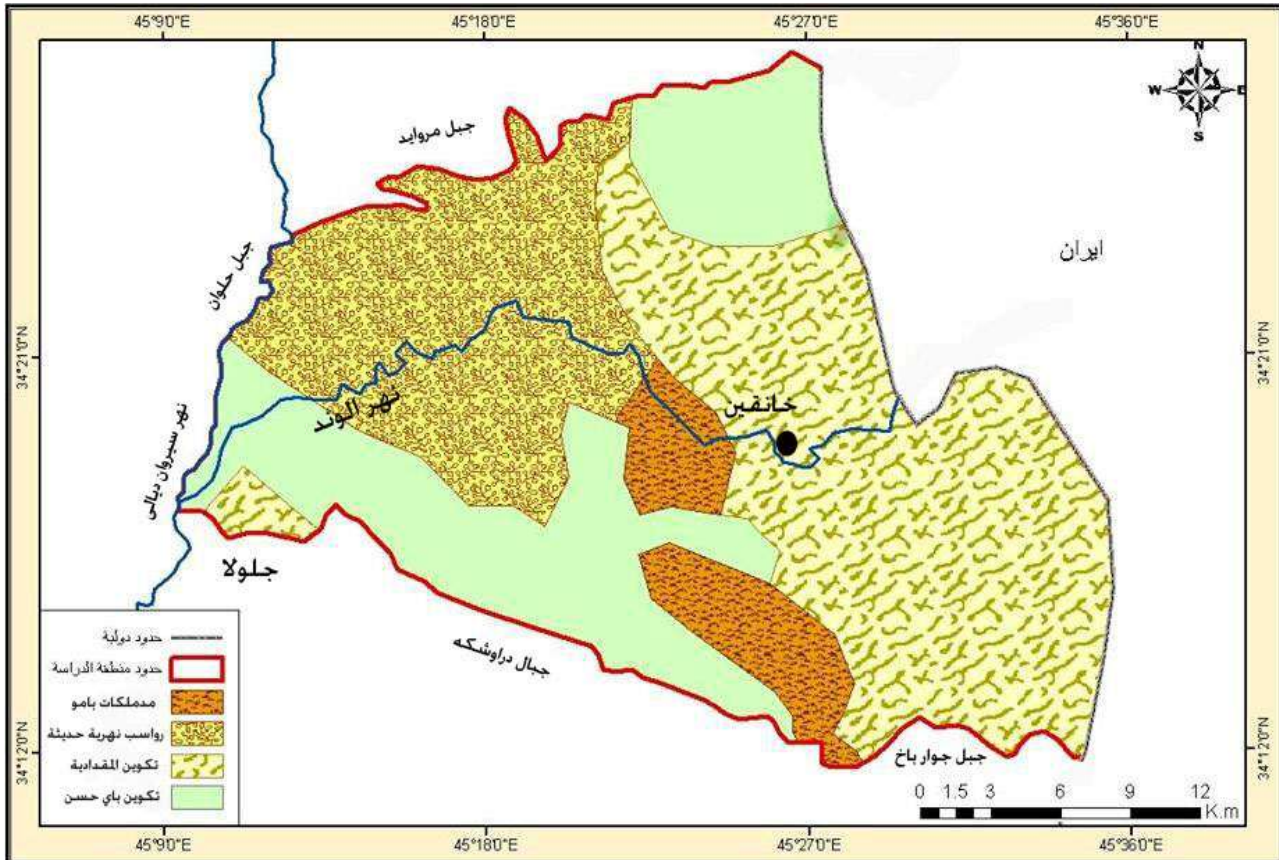 45°9'0"E
45°18'0"E
45°27'0"E
45°36'0"E
N
W E
S
جبل مروايد
ايران
جبل حلوان
34°21'0"N
34°21'0"N
خانقين
نهر الوند
نهر سيروان ديالى
جلولا
جبال دراوشكه
جبل جوار باخ
34°12'0"N
34°12'0"N
حدود دولية
حدود منطقة الدراسة
مدملكات بامو
رواسب نهرية حديثة
تكوين المقدادية
تكوين باي حسن
0 1.5 3 6 9 12
K.m
45°9'0"E
45°18'0"E
45°27'0"E
45°36'0"E